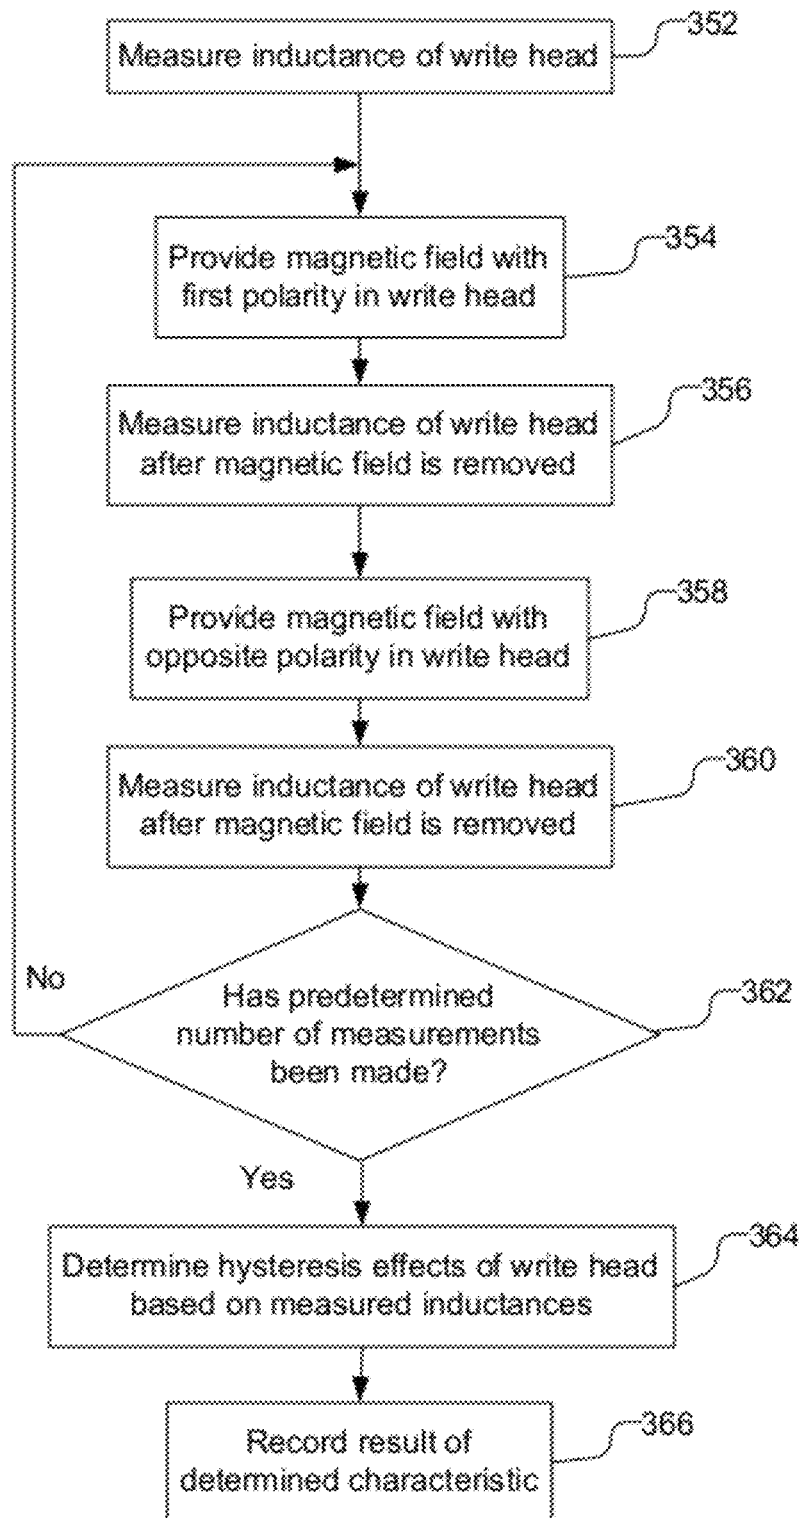 352
Measure inductance of write head
354
Provide magnetic field with
first polarity in write head
356
Measure inductance of write head
after magnetic field is removed
358
Provide magnetic field with
opposite polarity in write head
360
Measure inductance of write head
after magnetic field is removed
No
362
Has predetermined
number of measurements
been made?
Yes
364
Determine hysteresis effects of write head
based on measured inductances
366
Record result of
determined characteristic